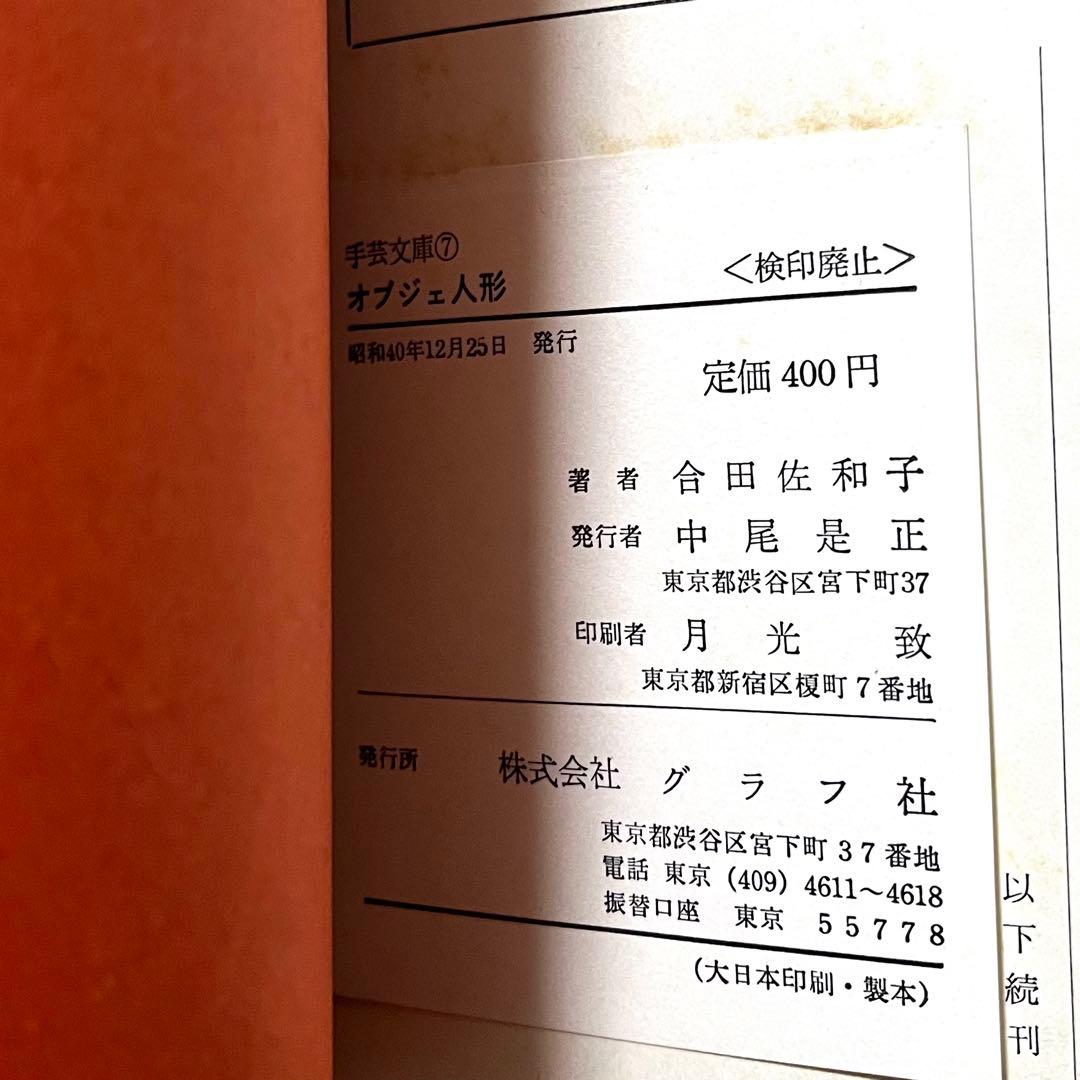 手芸文庫⑦
オブジェ人形
<検印廃止>
昭和40年12月25日 発行
定価 400 円
著者 合田佐和子
発行者 中尾是正
東京都渋谷区宮下町37
印刷者 月光致
東京都新宿区榎町7番地
発行所 株式会社 グラフ社
東京都渋谷区宮下町37番地
電話 東京 (409) 4611〜4618
振替口座 東京 55778
(大日本印刷・製本)
以下続刊